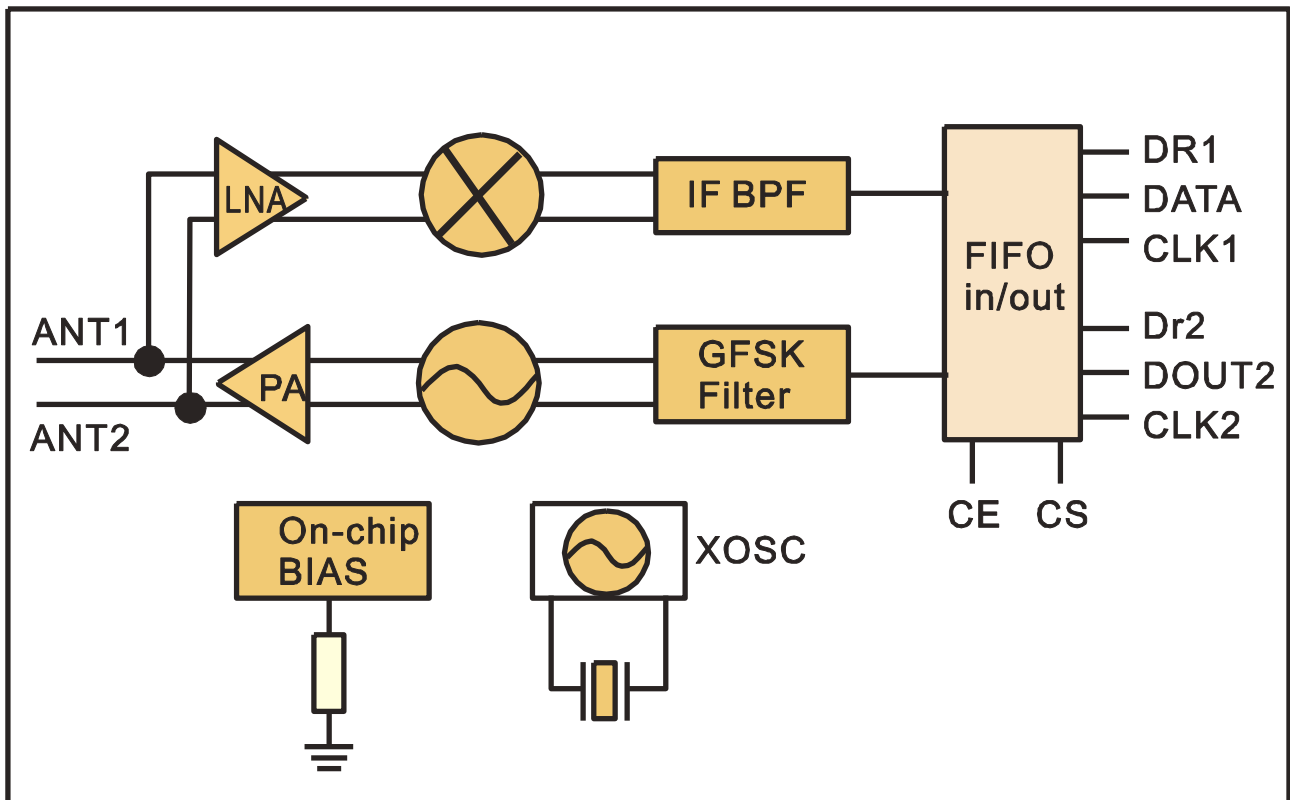 LNA
IF BPF
DR1
DATA
CLK1
FIFO
in/out
ANT1
PA
GFSK
Filter
Dr2
DOUT2
CLK2
ANT2
CE
CS
On-chip
BIAS
XOSC